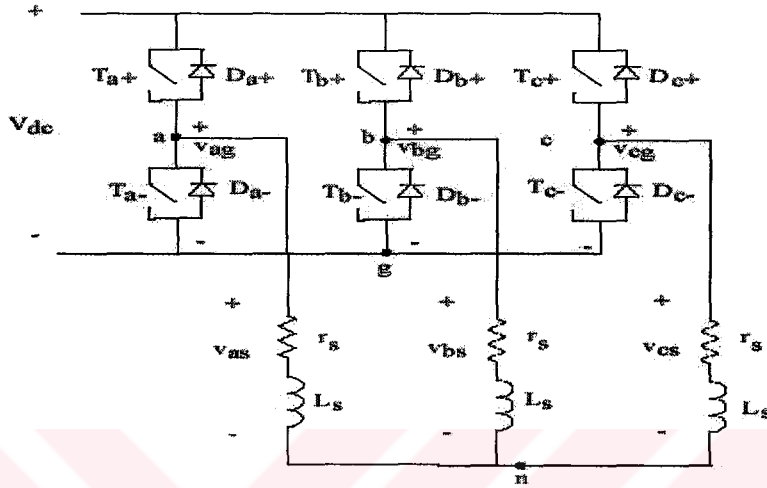 +
Ta+ Da+ Tb+ Db+ Tc+ Dc+
Vdc
a + b + c +
vag vbg vcg
Ta- Da- Tb- Db- Tc- Dc-
- - - -
g
+ + +
vas rs vbs rs vcs rs
Ls Ls Ls
- - -
n